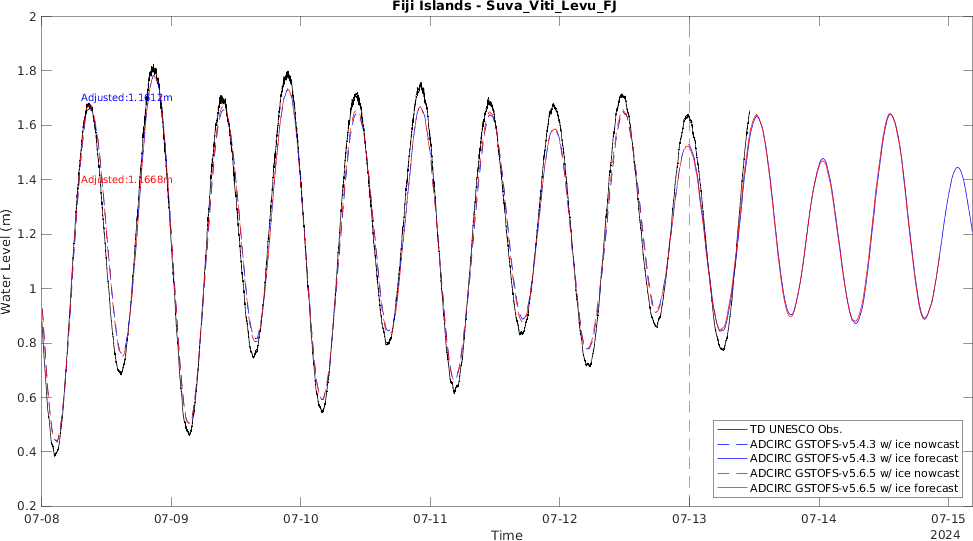 Fiji Islands - Suva_Viti_Levu_FJ
Water Level (m)
2
1.8
1.6
1.4
1.2
1
0.8
0.6
0.4
0.2
Adjusted:1.1612m
Adjusted:1.1668m
TD UNESCO Obs.
ADCIRC GSTOFS-v5.4.3 w/ ice nowcast
ADCIRC GSTOFS-v5.4.3 w/ ice forecast
ADCIRC GSTOFS-v5.6.5 w/ ice nowcast
ADCIRC GSTOFS-v5.6.5 w/ ice forecast
07-08 07-09 07-10 07-11 07-12 07-13 07-14 07-15
Time
2024